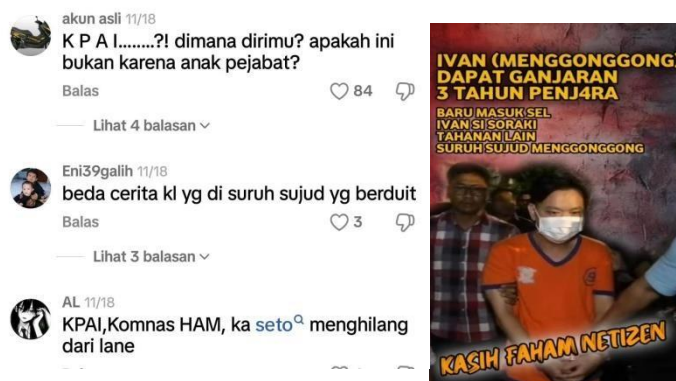 akun asli 11/18
K P A I........?! dimana dirimu? apakah ini
bukan karena anak pejabat?
Balas
84
Lihat 4 balasan
Eni39galih 11/18
beda cerita kl yg di suruh sujud yg berduit
Balas
3
Lihat 3 balasan
AL 11/18
KPAI,Komnas HAM, ka seto menghilang
dari lane
IVAN (MENGGONGGONG)
DAPAT GANJARAN
3 TAHUN PENJ4RA
BARU MASUK SEL
IVAN SI SORAKI
TAHANAN LAIN
SURUH SUJUD MENGGONGGONG
KASIH FAHAM NETIZEN